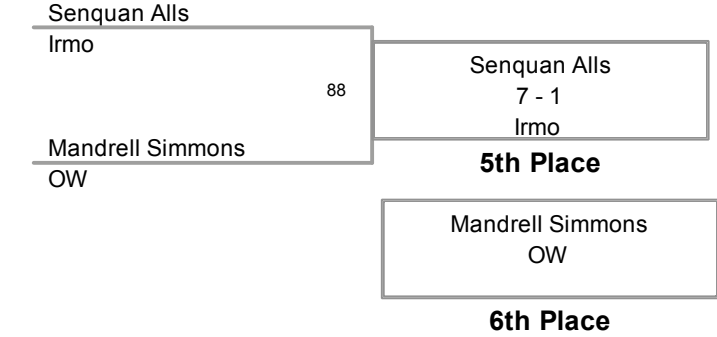 Senquan Alls
Irmo
88
Mandrell Simmons
OW
Senquan Alls
7 - 1
Irmo
5th Place
Mandrell Simmons
OW
6th Place